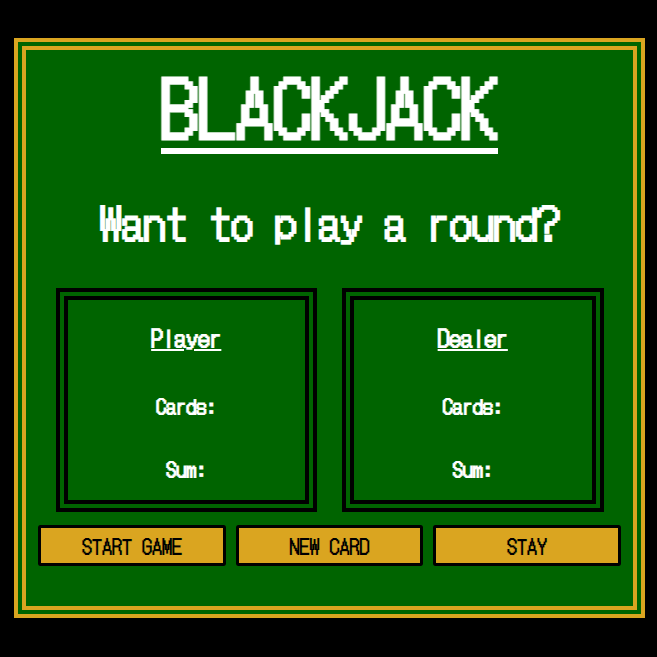 BLACKJACK
Want to play a round?
Player
Cards:
Sum:
Dealer
Cards:
Sum:
START GAME
NEW CARD
STAY